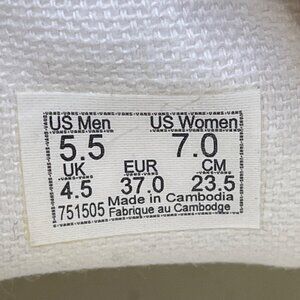 US Men US Women
5.5 7.0
UK EUR CM
4.5 37.0 23.5
Made in Cambodia
751505 Fabrique au Cambodge